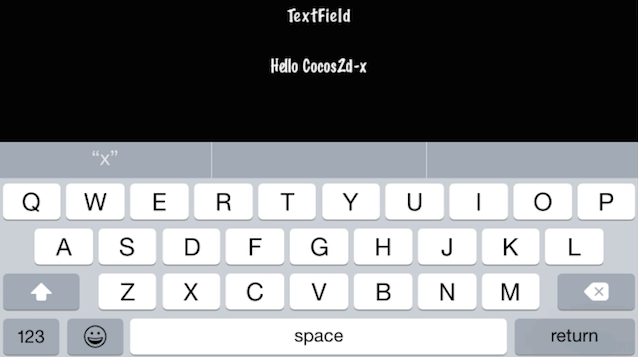 TextField
Hello Cocos2d-x
“x”
Q W E R T Y U I O P
A S D F G H J K L
Z X C V B N M
123 space return